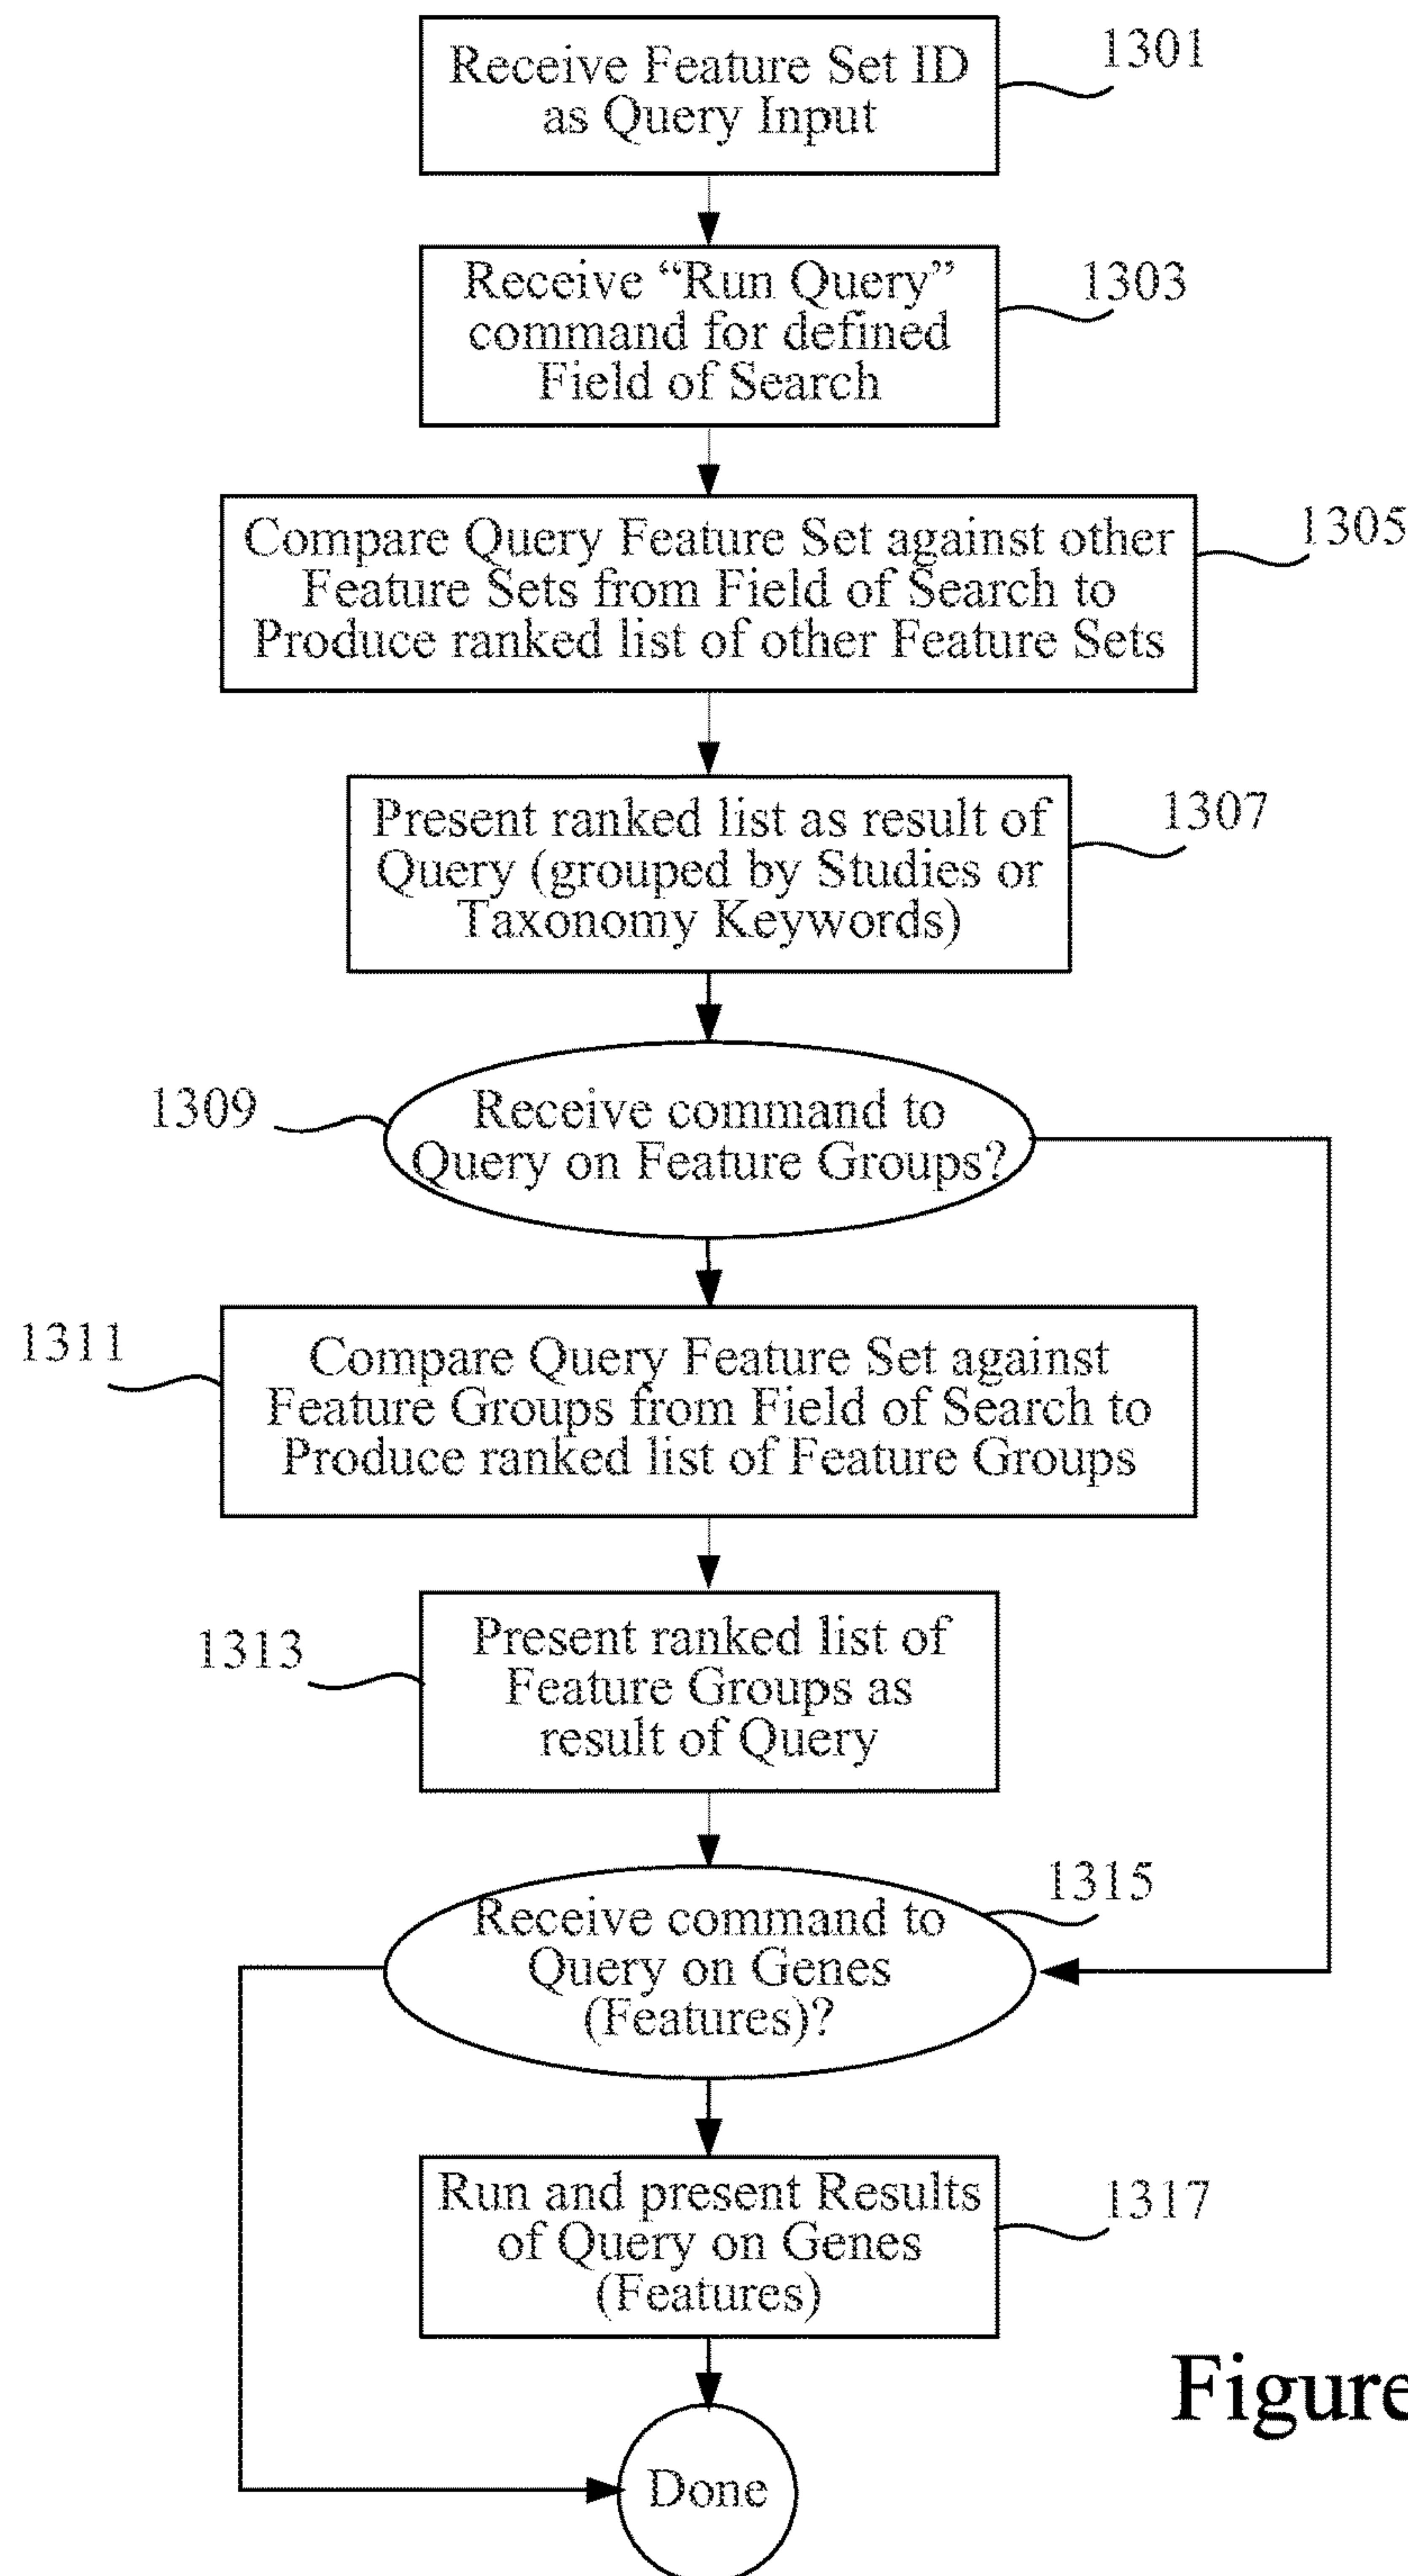 Receive Feature Set ID
as Query Input
1301
Receive “Run Query”
command for defined
Field of Search
1303
Compare Query Feature Set against other
Feature Sets from Field of Search to
Produce ranked list of other Feature Sets
1305
Present ranked list as result of
Query (grouped by Studies or
Taxonomy Keywords)
1307
1309
Receive command to
Query on Feature Groups?
1311
Compare Query Feature Set against
Feature Groups from Field of Search to
Produce ranked list of Feature Groups
1313
Present ranked list of
Feature Groups as
result of Query
1315
Receive command to
Query on Genes
(Features)?
Run and present Results
of Query on Genes
(Features)
1317
Figure
Done